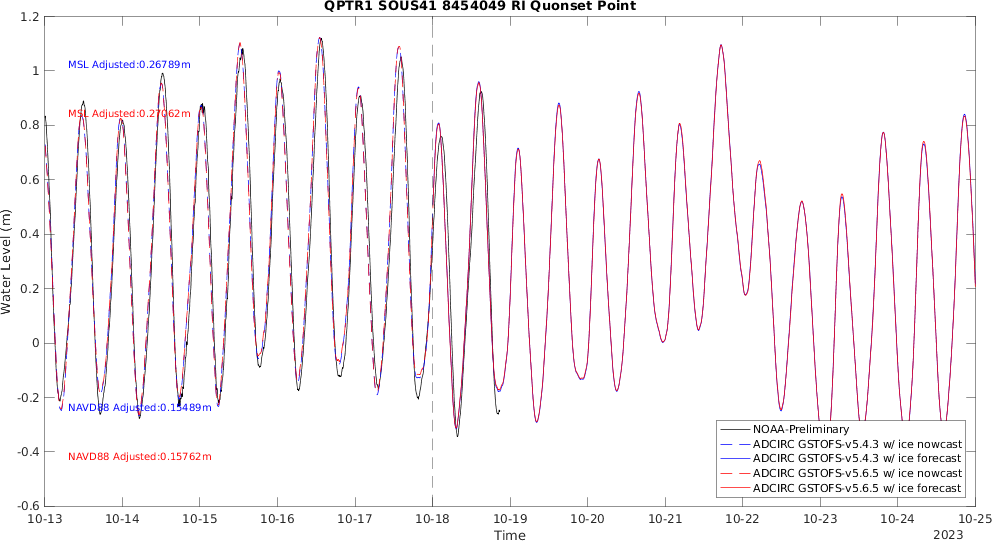 QPTR1 SOUS41 8454049 RI Quonset Point
1.2
1
0.8
0.6
0.4
0.2
0
-0.2
-0.4
-0.6
Water Level (m)
MSL Adjusted:0.26789m
MSL Adjusted:0.27062m
NAVD88 Adjusted:0.15489m
NAVD88 Adjusted:0.15762m
NOAA-Preliminary
ADCIRC GSTOFS-v5.4.3 w/ ice nowcast
ADCIRC GSTOFS-v5.4.3 w/ ice forecast
ADCIRC GSTOFS-v5.6.5 w/ ice nowcast
ADCIRC GSTOFS-v5.6.5 w/ ice forecast
10-13 10-14 10-15 10-16 10-17 10-18 10-19 10-20 10-21 10-22 10-23 10-24 10-25
Time
2023